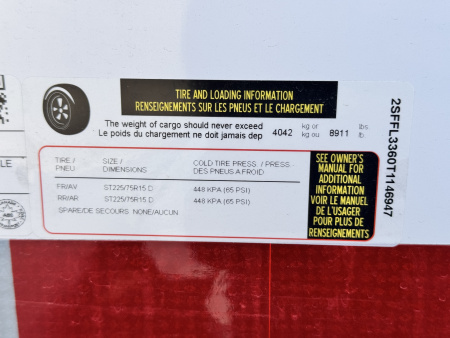 TIRE AND LOADING INFORMATION
RENSEIGNEMENTS SUR LES PNEUS ET LE CHARGEMENT
The weight of cargo should never exceed 4042 kg or 8911 lbs.
Le poids du chargement ne doit jamais dep kg ou lb.
TIRE / SIZE / COLD TIRE PRESS. / PRESS.
PNEU DIMENSIONS DES PNEUS A FROID
FR/AV ST225/75R15 D 448 KPA (65 PSI)
RR/AR ST225/75R15 D 448 KPA (65 PSI)
SPARE/DE SECOURS NONE/AUCUN
SEE OWNER'S
MANUAL FOR
ADDITIONAL
INFORMATION
VOIR LE MANUEL
DE L'USAGER
POUR PLUS DE
RENSEIGNEMENTS
2SFFL3360T1146947
LE